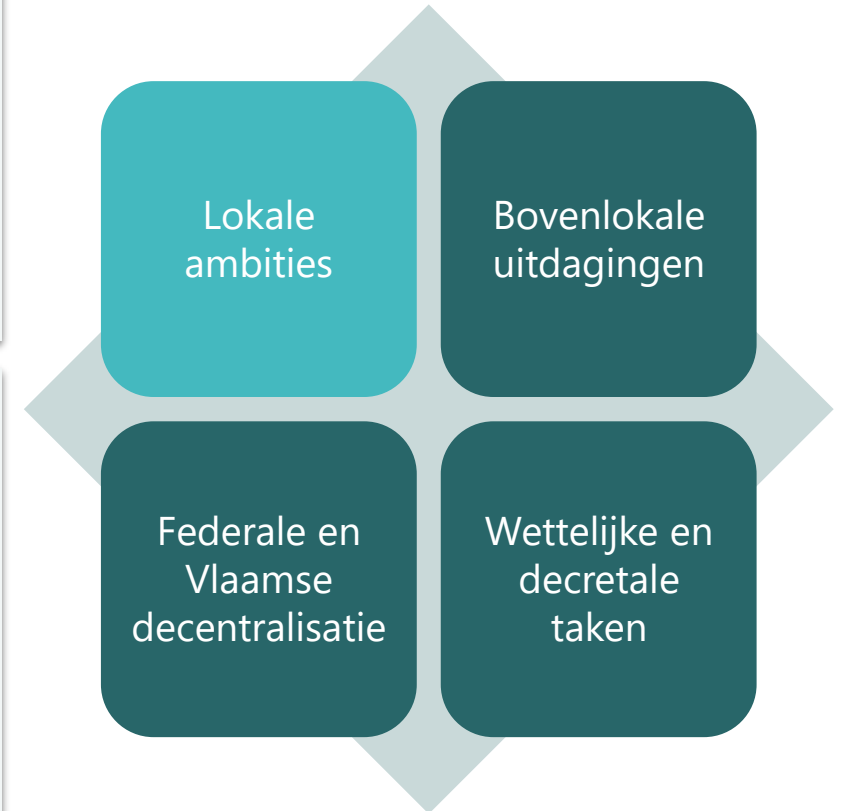 Lokale
ambities
Bovenlokale
uitdagingen
Federale en
Vlaamse
decentralisatie
Wettelijke en
decretale
taken